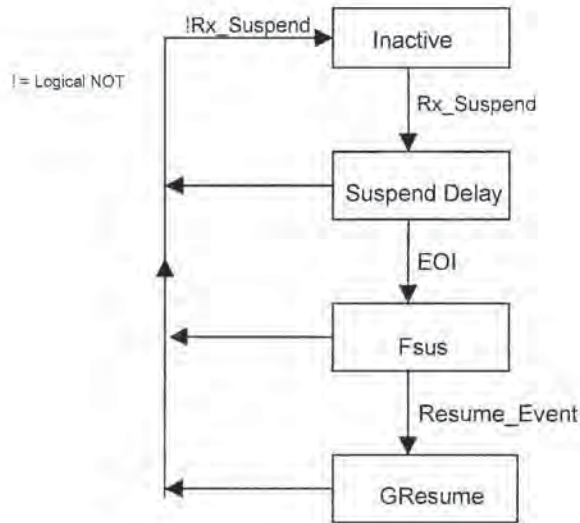 !Rx_Suspend
Inactive
! = Logical NOT
Rx_Suspend
Suspend Delay
EOI
Fsus
Resume_Event
GResume